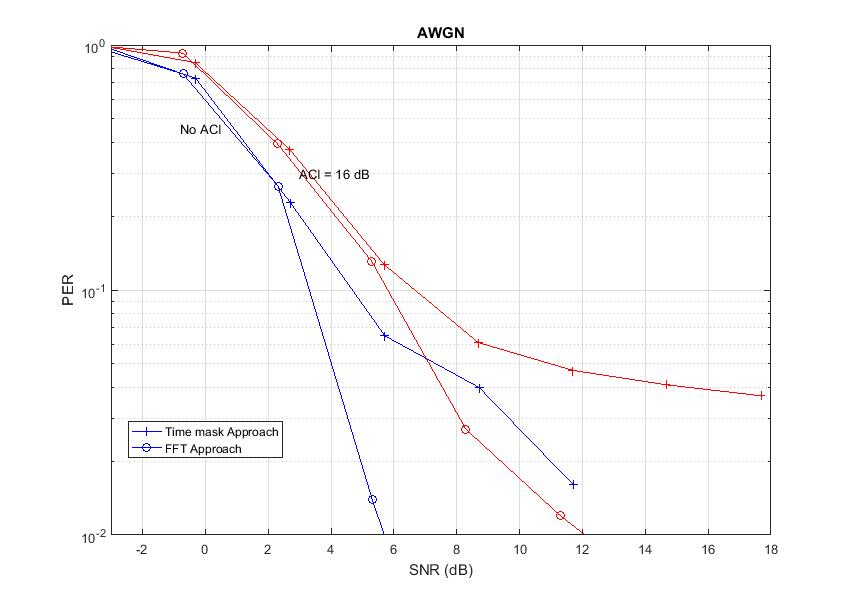 AWGN
10^0
No ACI
ACI = 16 dB
PER
10^-1
Time mask Approach
FFT Approach
10^-2
-2 0 2 4 6 8 10 12 14 16 18
SNR (dB)